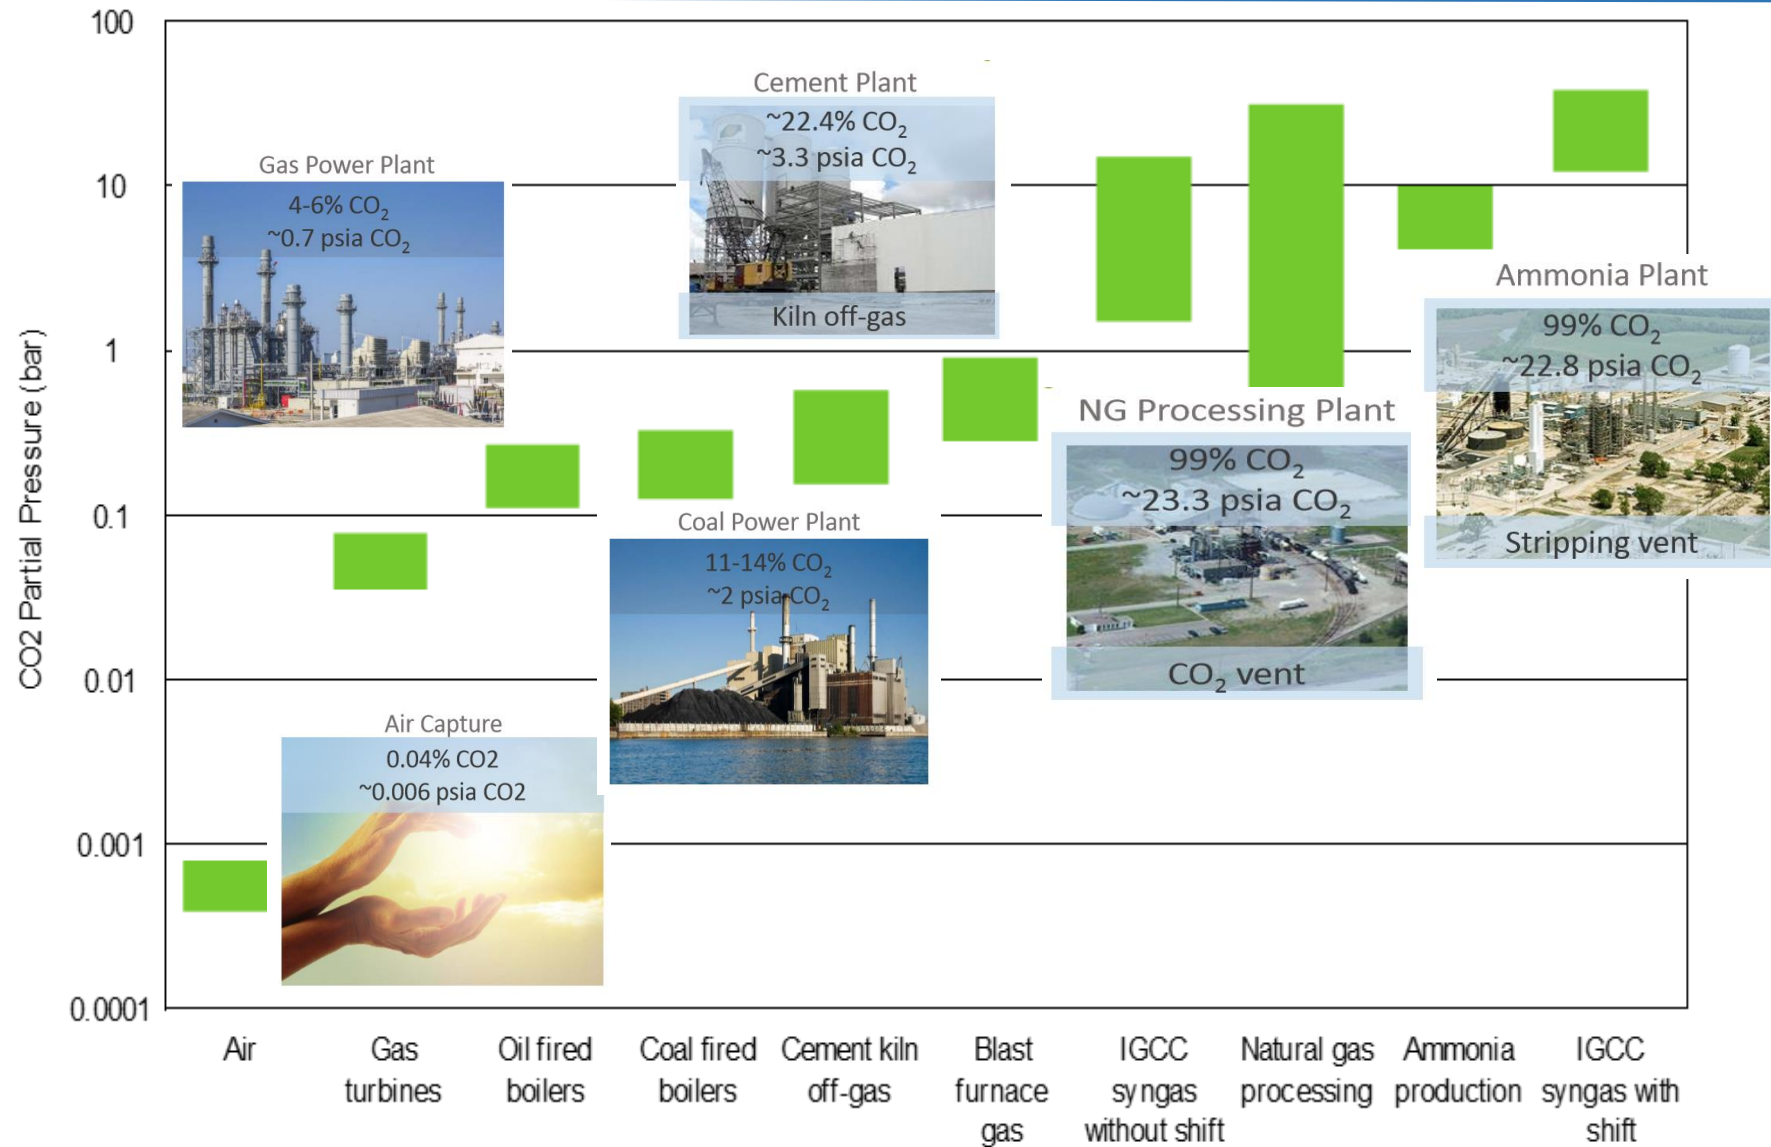 CO2 Partial Pressure (bar)
100
10
1
0.1
0.01
0.001
0.0001
Gas Power Plant
4-6% CO₂
~0.7 psia CO₂
Cement Plant
~22.4% CO₂
~3.3 psia CO₂
Kiln off-gas
Ammonia Plant
99% CO₂
~22.8 psia CO₂
Stripping vent
NG Processing Plant
99% CO₂
~23.3 psia CO₂
CO₂ vent
Coal Power Plant
11-14% CO₂
~2 psia CO₂
Air Capture
0.04% CO2
~0.006 psia CO2
Air
Gas
turbines
Oil fired
boilers
Coal fired
boilers
Cement kiln
off-gas
Blast
furnace
gas
IGCC
syngas
without shift
Natural gas
processing
Ammonia
production
IGCC
syngas with
shift